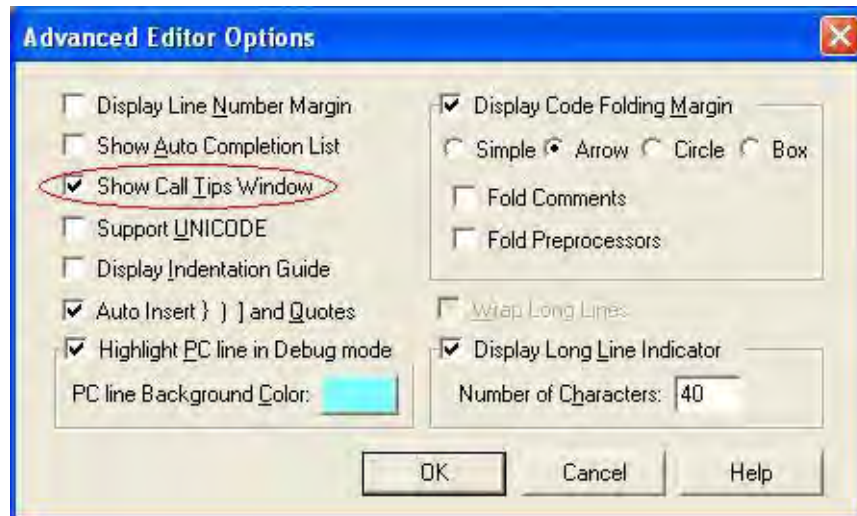 Advanced Editor Options
Display Line Number Margin
Show Auto Completion List
Show Call Tips Window
Support UNICODE
Display Indentation Guide
Auto Insert } ) ] and Quotes
Highlight PC line in Debug mode
PC line Background Color:
Display Code Folding Margin
Simple Arrow Circle Box
Fold Comments
Fold Preprocessors
Wrap Long Lines
Display Long Line Indicator
Number of Characters: 40
OK Cancel Help